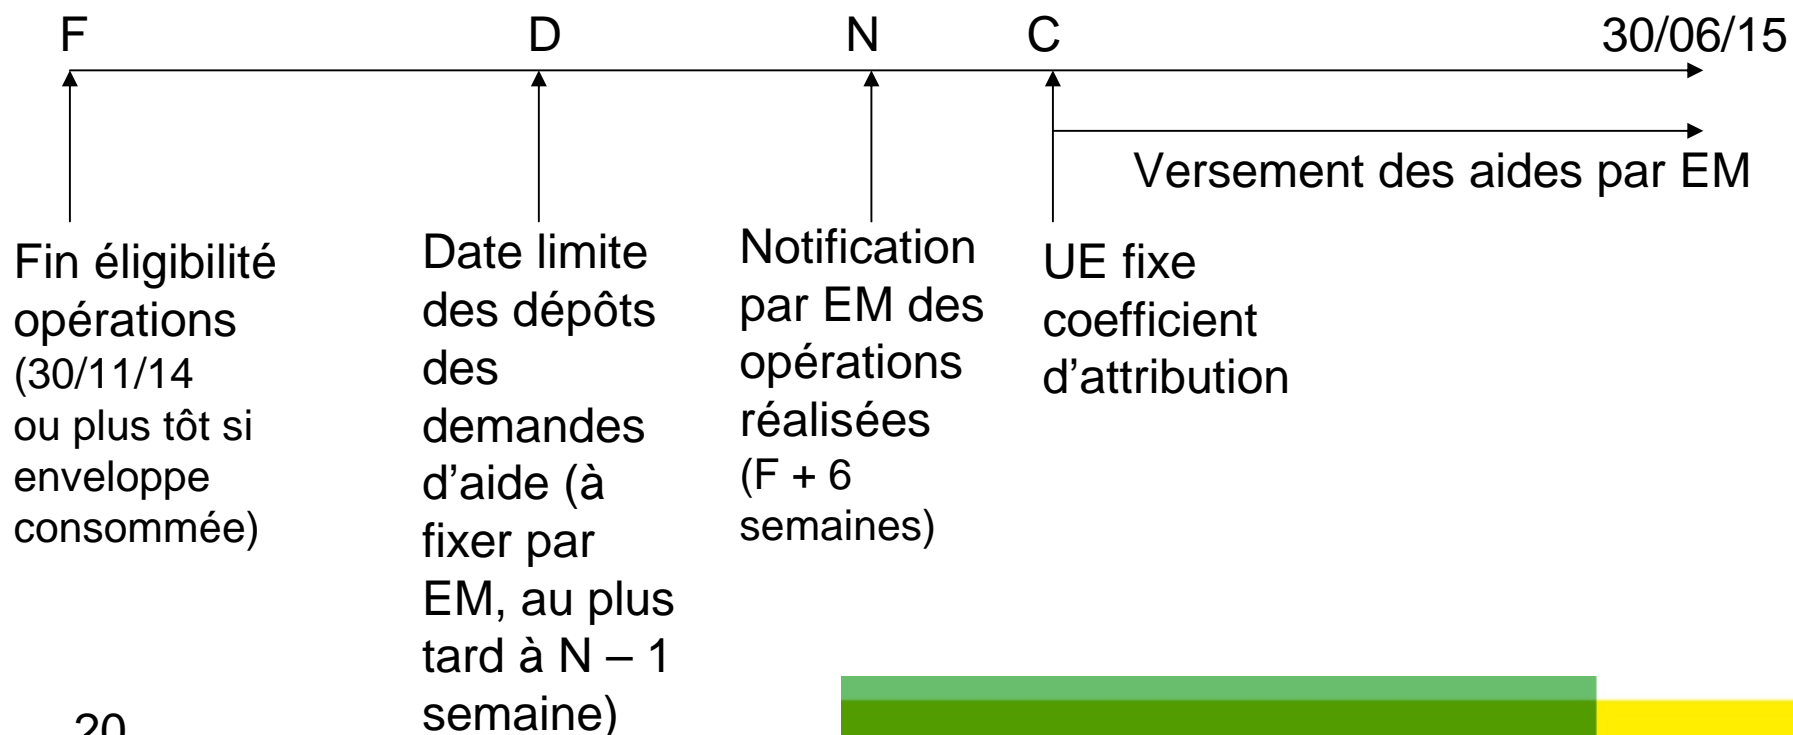 F D N C 30/06/15
Versement des aides par EM
Fin éligibilité
opérations
(30/11/14
ou plus tôt si
enveloppe
consommée)
Date limite
des dépôts
des
demandes
d’aide (à
fixer par
EM, au plus
tard à N – 1
semaine)
Notification
par EM des
opérations
réalisées
(F + 6
semaines)
UE fixe
coefficient
d’attribution
20